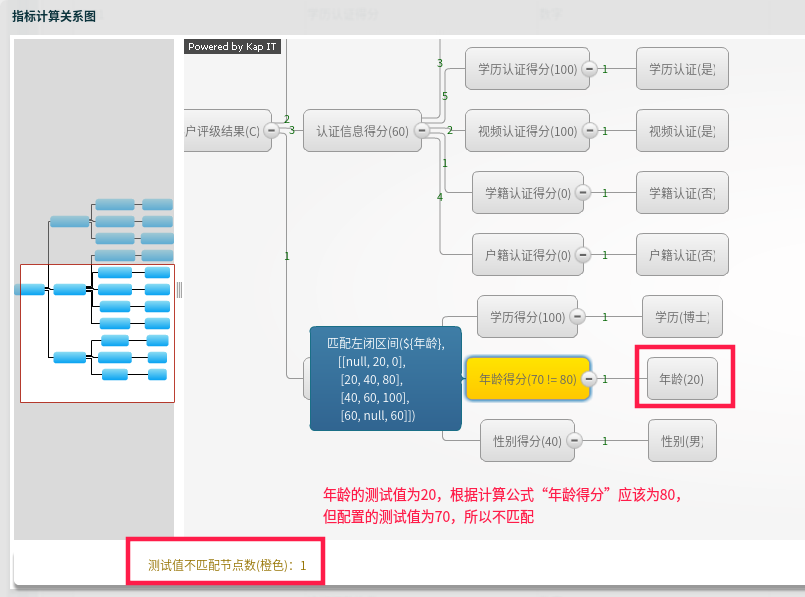 指标计算关系图
Powered by Kap IT
学历认证得分(100)
1
学历认证(是)
3
5
户评级结果(C)
2
3
认证信息得分(60)
2
视频认证得分(100)
1
视频认证(是)
1
学籍认证得分(0)
1
学籍认证(否)
4
户籍认证得分(0)
1
户籍认证(否)
1
学历得分(100)
1
学历(博士)
匹配左闭区间(${年龄},
[[null, 20, 0],
[20, 40, 80],
[40, 60, 100],
[60, null, 60]])
年龄得分(70 != 80)
1
年龄(20)
性别得分(40)
1
性别(男)
年龄的测试值为20，根据计算公式“年龄得分”应该为80，
但配置的测试值为70，所以不匹配
测试值不匹配节点数(橙色)：1